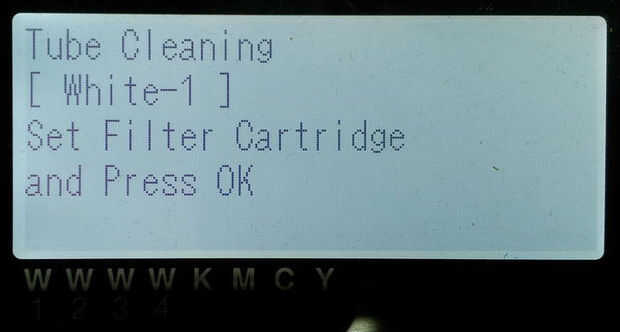 Tube Cleaning
[ White-1 ]
Set Filter Cartridge
and Press OK
W W W W K M C Y
1 2 3 4